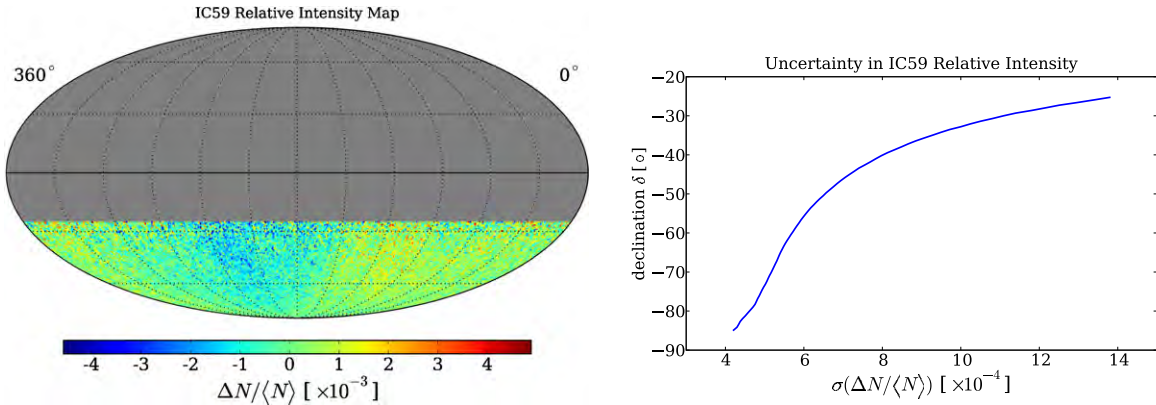 IC59 Relative Intensity Map
360°
0°
-4 -3 -2 -1 0 1 2 3 4
ΔN/⟨N⟩ [ ×10⁻³ ]
Uncertainty in IC59 Relative Intensity
−20
−30
−40
−50
−60
−70
−80
−90
declination δ [ ∘ ]
4 6 8 10 12 14
σ(ΔN/⟨N⟩) [ ×10⁻⁴ ]